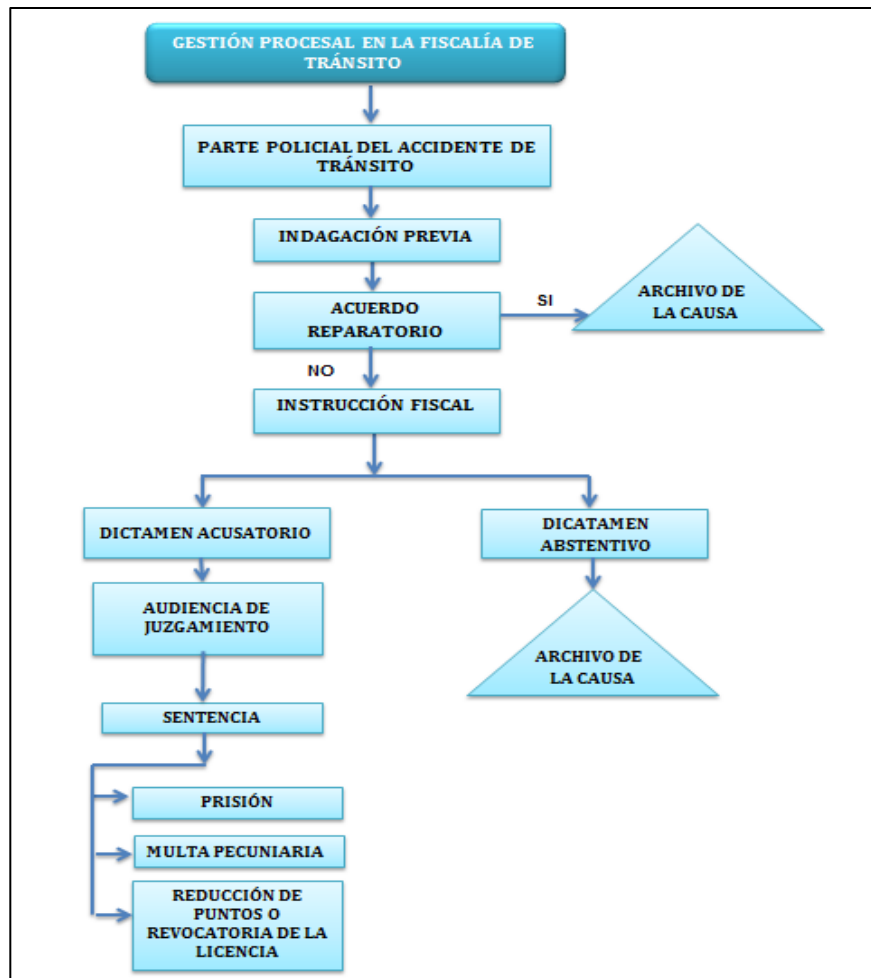 GESTIÓN PROCESAL EN LA FISCALÍA DE
TRÁNSITO
PARTE POLICIAL DEL ACCIDENTE DE
TRÁNSITO
INDAGACIÓN PREVIA
ACUERDO
REPARATORIO
SI
ARCHIVO DE
LA CAUSA
NO
INSTRUCCIÓN FISCAL
DICTAMEN ACUSATORIO
DICATAMEN
ABSTENTIVO
AUDIENCIA DE
JUZGAMIENTO
ARCHIVO DE
LA CAUSA
SENTENCIA
PRISIÓN
MULTA PECUNIARIA
REDUCCIÓN DE
PUNTOS O
REVOCATORIA DE LA
LICENCIA